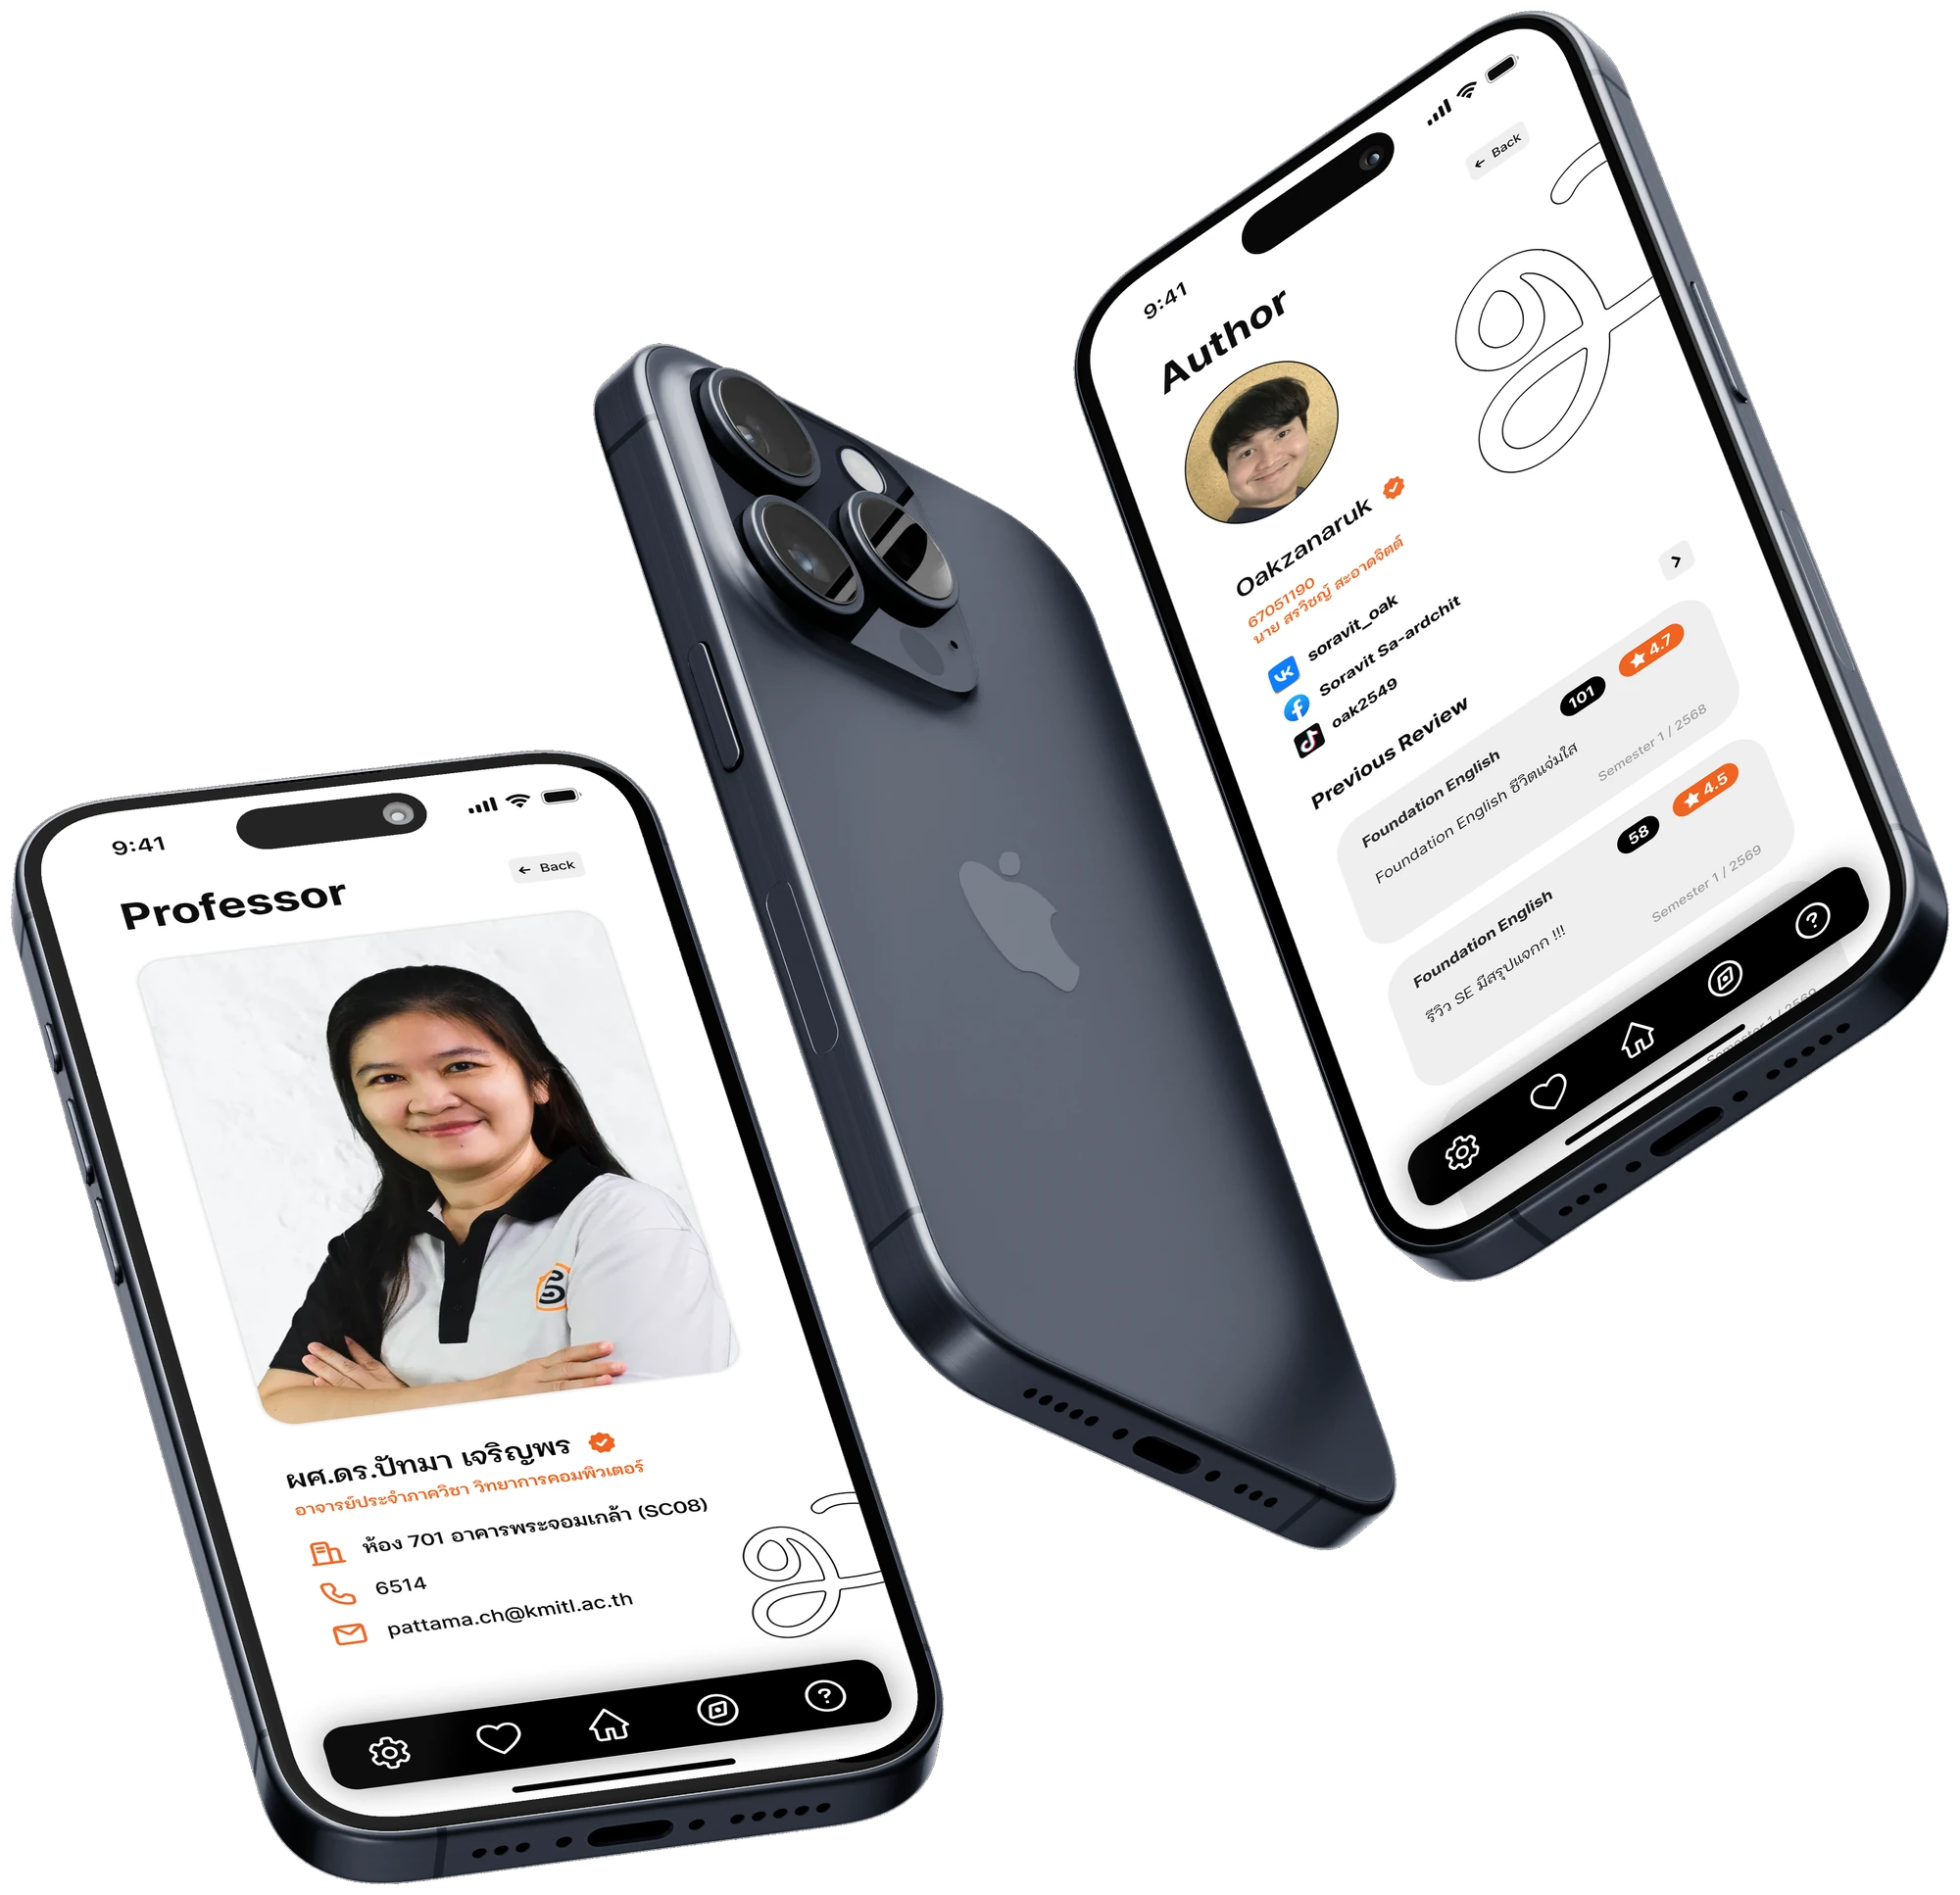 9:41
Back
Professor
ผศ.ดร.ปัทมา เจริญพร
อาจารย์ประจำภาควิชา วิทยาการคอมพิวเตอร์
ห้อง 701 อาคารพระจอมเกล้า (SC08)
6514
pattama.ch@kmitl.ac.th
9:41
Back
Author
Oakzanaruk
67051190
นาย สรวิชญ์ สะอาดจิตต์
soravit_oak
Soravit Sa-ardchit
oak2549
Previous Review
Foundation English
101
4.7
Foundation English ชีวิตแจ่มใส
Semester 1 / 2568
Foundation English
58
4.5
รีวิว SE มีสรุปแจกก !!!
Semester 1 / 2569
Semester 1 / 2569